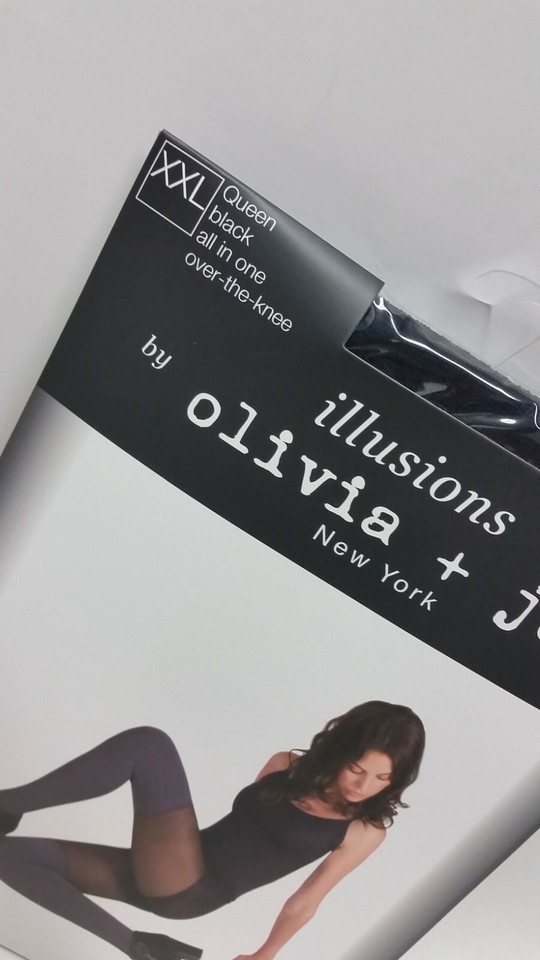 XXL
Queen
black
all in one
over-the-knee
illusions
by
olivia +
New York